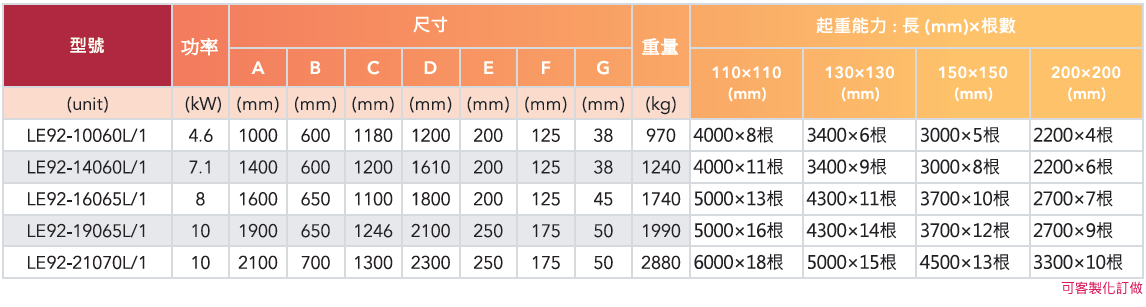 型號 功率 尺寸 重量 起重能力 : 長 (mm)×根數
A B C D E F G 110×110 (mm) 130×130 (mm) 150×150 (mm) 200×200 (mm)
(unit) (kW) (mm) (mm) (mm) (mm) (mm) (mm) (mm) (kg)
LE92-10060L/1 4.6 1000 600 1180 1200 200 125 38 970 4000×8根 3400×6根 3000×5根 2200×4根
LE92-14060L/1 7.1 1400 600 1200 1610 200 125 38 1240 4000×11根 3400×9根 3000×8根 2200×6根
LE92-16065L/1 8 1600 650 1100 1800 200 125 45 1740 5000×13根 4300×11根 3700×10根 2700×7根
LE92-19065L/1 10 1900 650 1246 2100 250 175 50 1990 5000×16根 4300×14根 3700×12根 2700×9根
LE92-21070L/1 10 2100 700 1300 2300 250 175 50 2880 6000×18根 5000×15根 4500×13根 3300×10根
可客製化訂做